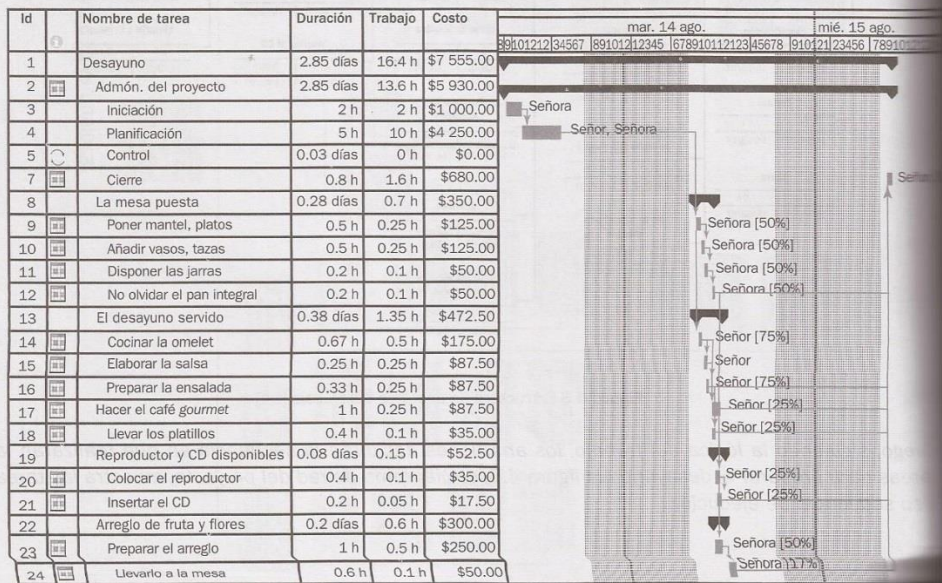 Id Nombre de tarea Duración Trabajo Costo
mar. 14 ago. mié. 15 ago.
1 Desayuno 2.85 días 16.4 h $7 555.00
2 Admón. del proyecto 2.85 días 13.6 h $5 930.00
3 Iniciación 2 h 2 h $1 000.00 Señora
4 Planificación 5 h 10 h $4 250.00 Señor, Señora
5 Control 0.03 días 0 h $0.00
7 Cierre 0.8 h 1.6 h $680.00
8 La mesa puesta 0.28 días 0.7 h $350.00
9 Poner mantel, platos 0.5 h 0.25 h $125.00 Señora [50%]
10 Añadir vasos, tazas 0.5 h 0.25 h $125.00 Señora [50%]
11 Disponer las jarras 0.2 h 0.1 h $50.00 Señora [50%]
12 No olvidar el pan integral 0.2 h 0.1 h $50.00 Señora [50%]
13 El desayuno servido 0.38 días 1.35 h $472.50
14 Cocinar la omelet 0.67 h 0.5 h $175.00 Señor [75%]
15 Elaborar la salsa 0.25 h 0.25 h $87.50 Señor
16 Preparar la ensalada 0.33 h 0.25 h $87.50 Señor [75%]
17 Hacer el café gourmet 1 h 0.25 h $87.50 Señor [25%]
18 Llevar los platillos 0.4 h 0.1 h $35.00 Señor [25%]
19 Reproductor y CD disponibles 0.08 días 0.15 h $52.50
20 Colocar el reproductor 0.4 h 0.1 h $35.00 Señor [25%]
21 Insertar el CD 0.2 h 0.05 h $17.50 Señor [25%]
22 Arreglo de fruta y flores 0.2 días 0.6 h $300.00
23 Preparar el arreglo 1 h 0.5 h $250.00 Señora [50%]
24 Llevarlo a la mesa 0.6 h 0.1 h $50.00 Señora [17%]